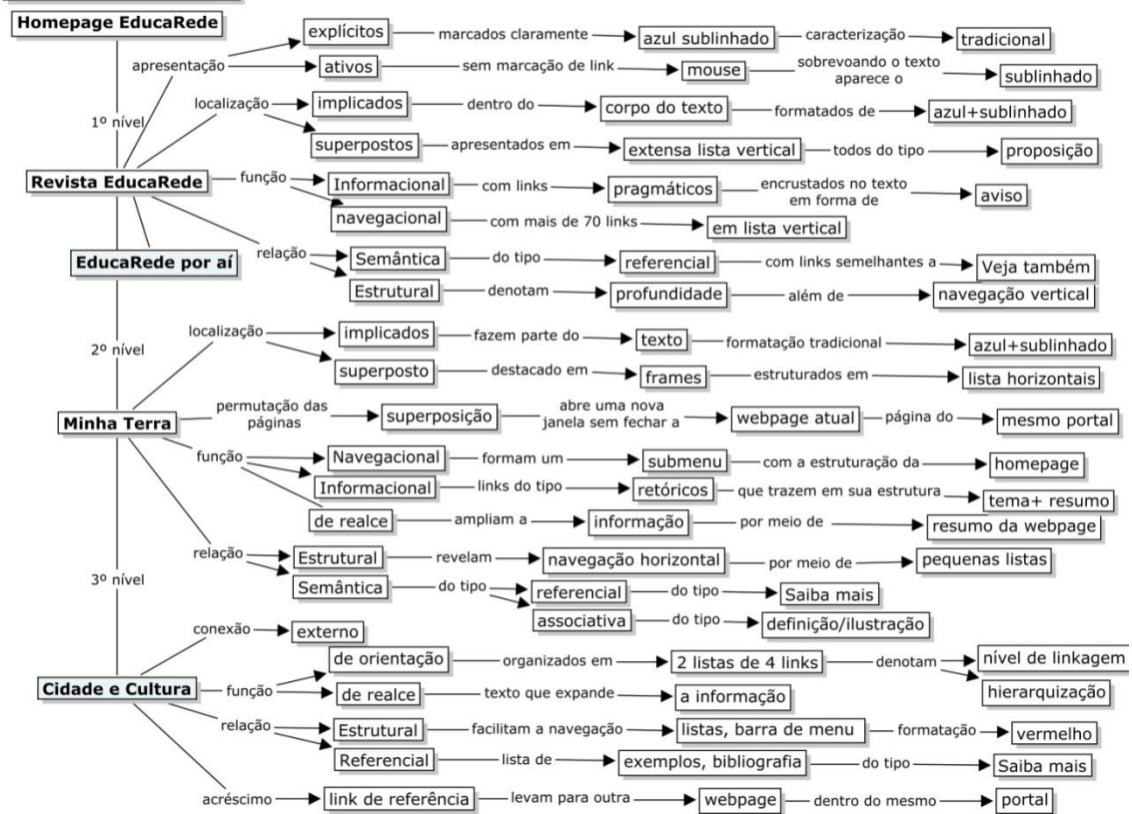 Homepage EducaRede
explícitos marcados claramente azul sublinhado caracterização tradicional
apresentação ativos sem marcação de link mouse sobrevoando o texto
aparece o sublinhado
localização implicados dentro do corpo do texto formatados de azul+sublinhado
1º nível
superpostos apresentados em extensa lista vertical todos do tipo proposição
Revista EducaRede função Informacional com links pragmáticos encrustados no texto
em forma de aviso
navegacional com mais de 70 links em lista vertical
EducaRede por aí
relação Semântica do tipo referencial com links semelhantes a Veja também
Estrutural denotam profundidade além de navegação vertical
localização implicados fazem parte do texto formatação tradicional azul+sublinhado
2º nível
superposto destacado em frames estruturados em lista horizontais
Minha Terra permutação das
páginas superposição abre uma nova
janela sem fechar a webpage atual página do mesmo portal
função Navegacional formam um submenu com a estruturação da homepage
Informacional links do tipo retóricos que trazem em sua estrutura tema+ resumo
de realce ampliam a informação por meio de resumo da webpage
relação Estrutural revelam navegação horizontal por meio de pequenas listas
3º nível
Semântica do tipo referencial do tipo Saiba mais
associativa do tipo definição/ilustração
conexão externo
de orientação organizados em 2 listas de 4 links denotam nível de linkagem
hierarquização
Cidade e Cultura função de realce texto que expande a informação
relação Estrutural facilitam a navegação listas, barra de menu formatação vermelho
Referencial lista de exemplos, bibliografia do tipo Saiba mais
acréscimo link de referência levam para outra webpage dentro do mesmo portal